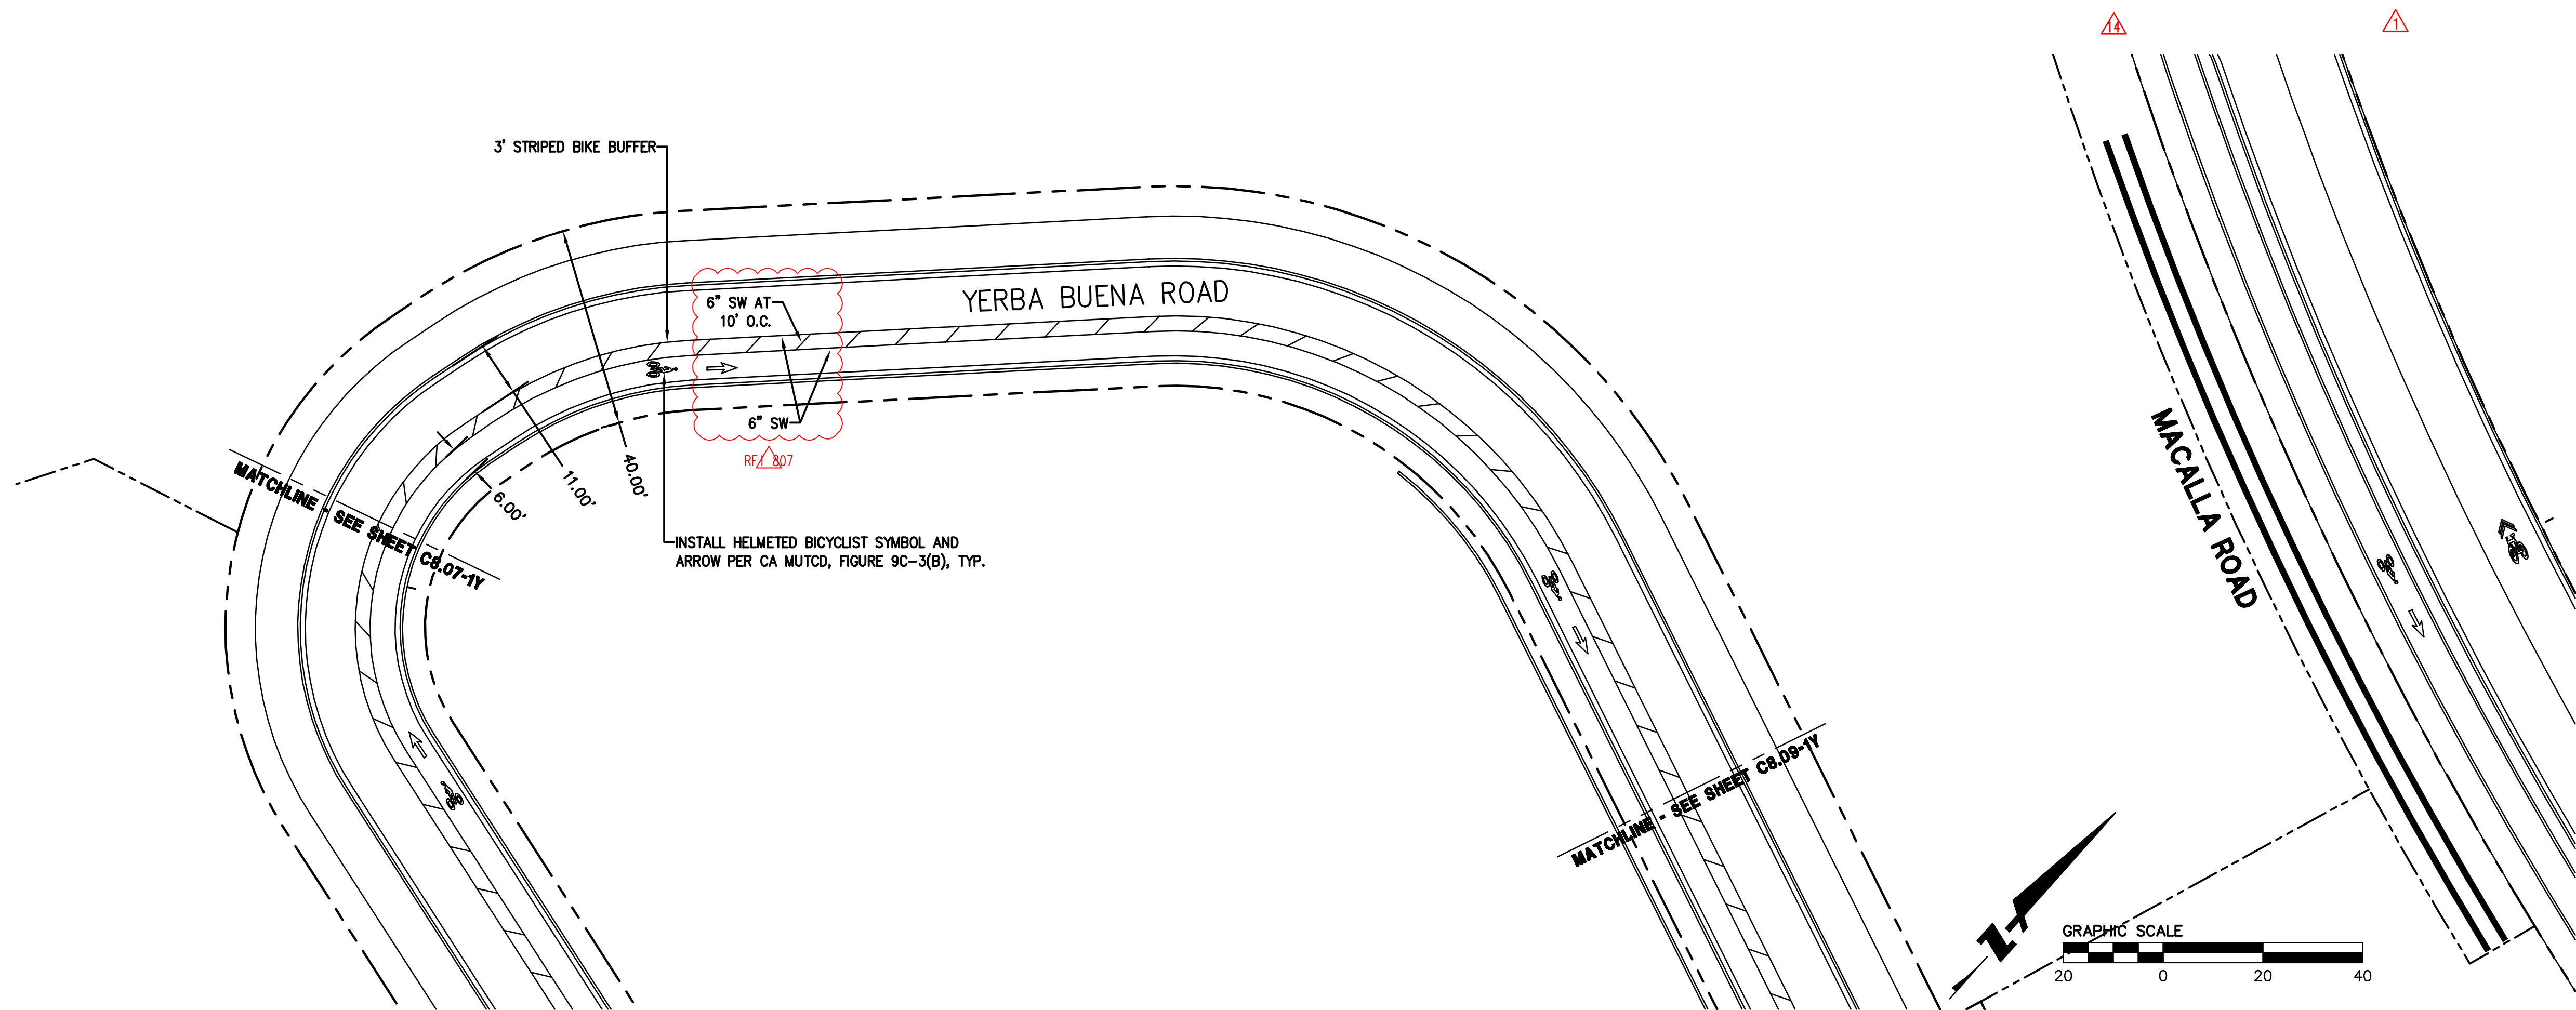 14
1
3' STRIPED BIKE BUFFER
6" SW AT
10' O.C.
YERBA BUENA ROAD
6" SW
RFI 807
40.00'
11.00'
6.00'
MATCHLINE - SEE SHEET C8.07-1Y
INSTALL HELMETED BICYCLIST SYMBOL AND
ARROW PER CA MUTCD, FIGURE 9C-3(B), TYP.
MACALLA ROAD
MATCHLINE - SEE SHEET C8.09-1Y
Z
GRAPHIC SCALE
20 0 20 40